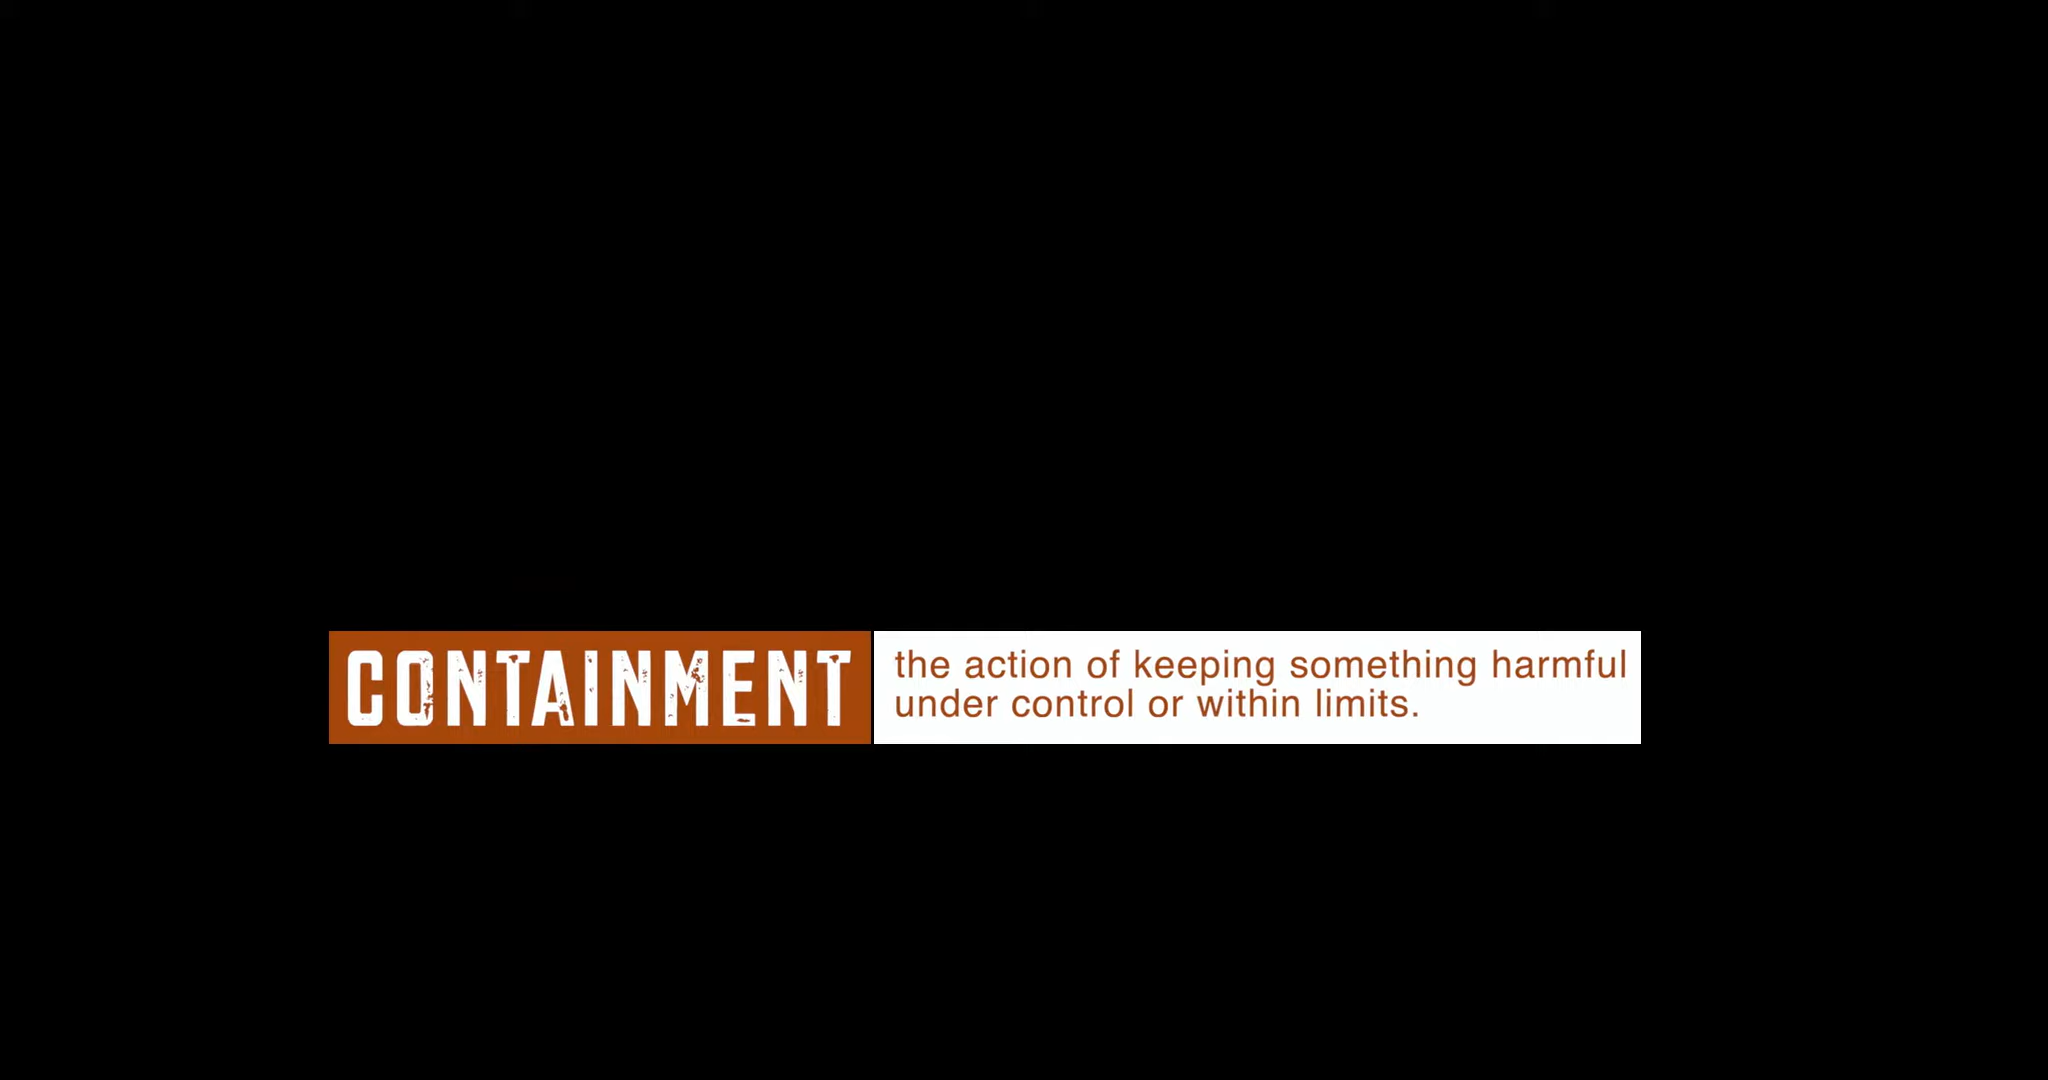 CONTAINMENT
the action of keeping something harmful
under control or within limits.